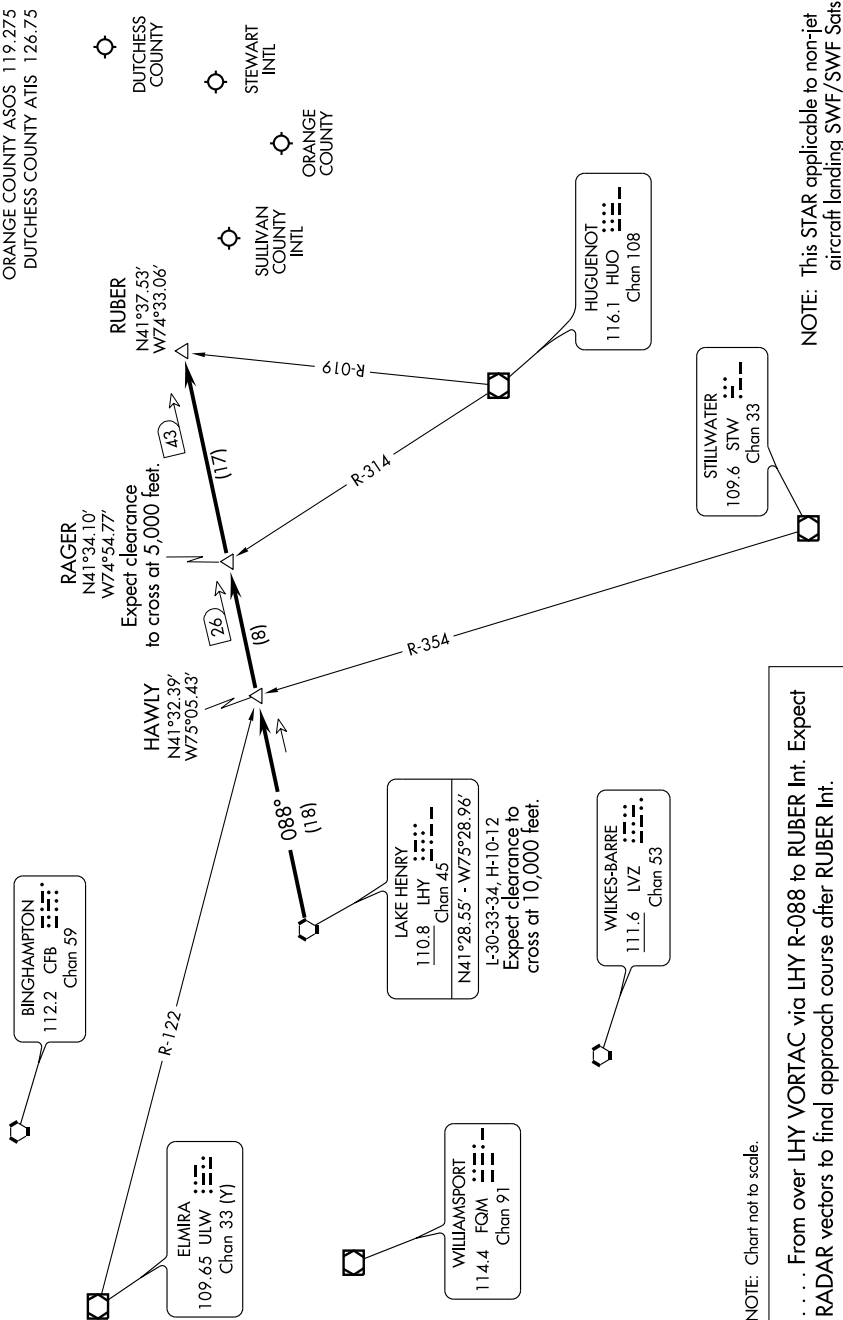 ORANGE COUNTY ASOS 119.275
DUTCHESS COUNTY ATIS 126.75
DUTCHESS
COUNTY
STEWART
INTL
ORANGE
COUNTY
SULLIVAN
COUNTY
INTL
RUBER
N41°37.53'
W74°33.06'
43
(17)
R-019
RAGER
N41°34.10'
W74°54.77'
Expect clearance
to cross at 5,000 feet.
26
(8)
R-314
HUGUENOT
116.1 HUO
Chan 108
HAWLY
N41°32.39'
W75°05.43'
R-354
STILLWATER
109.6 STW
Chan 33
NOTE: This STAR applicable to non-jet
aircraft landing SWF/SWF Sats
088°
(18)
LAKE HENRY
110.8 LHY
Chan 45
N41°28.55' - W75°28.96'
L-30-33-34, H-10-12
Expect clearance to
cross at 10,000 feet.
BINGHAMPTON
112.2 CFB
Chan 59
R-122
WILKES-BARRE
111.6 LVZ
Chan 53
ELMIRA
109.65 ULW
Chan 33 (Y)
WILLIAMSPORT
114.4 FQM
Chan 91
NOTE: Chart not to scale.
. . . . From over LHY VORTAC via LHY R-088 to RUBER Int. Expect
RADAR vectors to final approach course after RUBER Int.